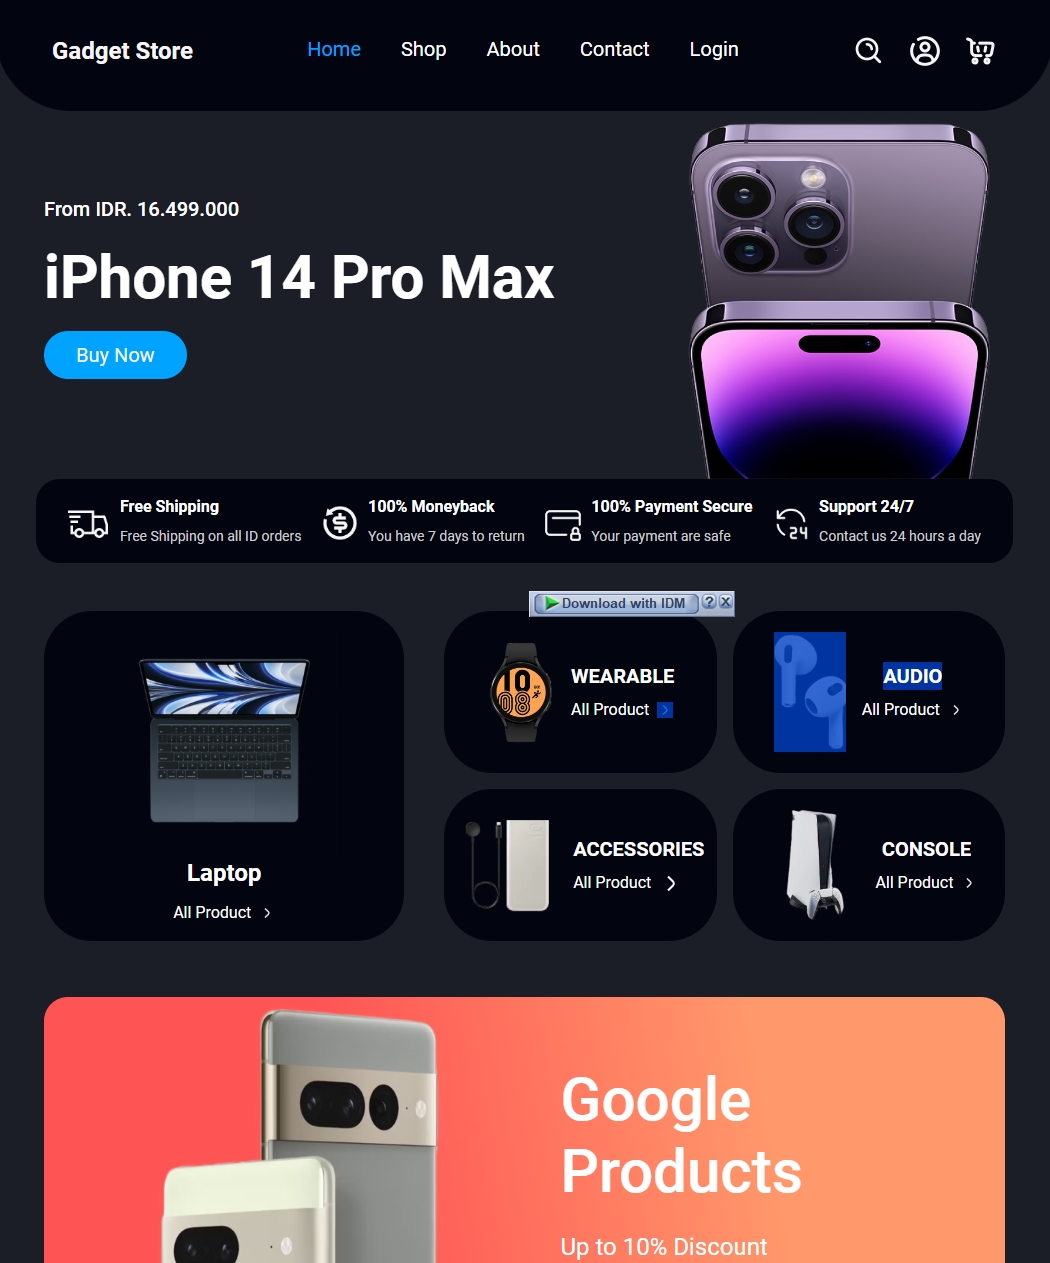 Gadget Store
Home
Shop
About
Contact
Login
From IDR. 16.499.000
iPhone 14 Pro Max
Buy Now
Free Shipping
Free Shipping on all ID orders
100% Moneyback
You have 7 days to return
100% Payment Secure
Your payment are safe
24
Support 24/7
Contact us 24 hours a day
Download with IDM
?
Laptop
All Product
10
08
WEARABLE
All Product
AUDIO
All Product
ACCESSORIES
All Product
CONSOLE
All Product
Google
Products
Up to 10% Discount